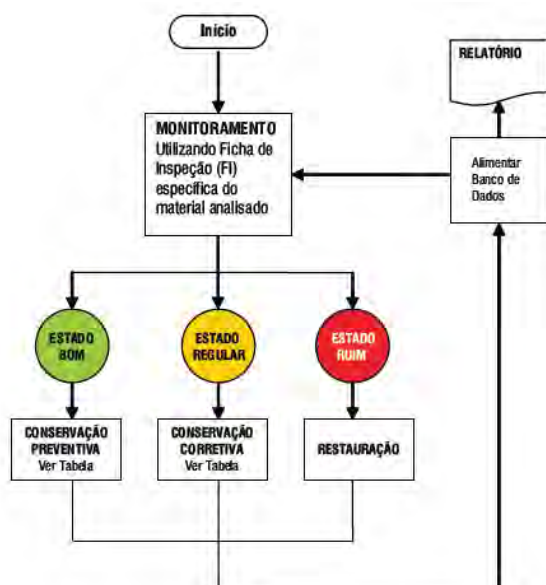 Início
RELATÓRIO
MONITORAMENTO
Utilizando Ficha de
Inspeção (FI)
específica do
material analisado
Alimentar
Banco de
Dados
ESTADO
BOM
ESTADO
REGULAR
ESTADO
RUIM
CONSERVAÇÃO
PREVENTIVA
Ver Tabela
CONSERVAÇÃO
CORRETIVA
Ver Tabela
RESTAURAÇÃO